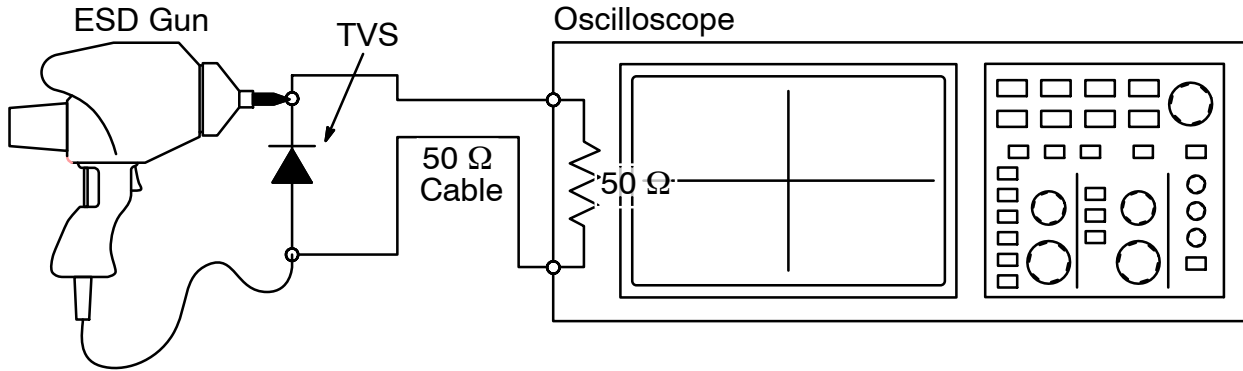 ESD Gun
TVS
Oscilloscope
50 Ω
Cable
50 Ω